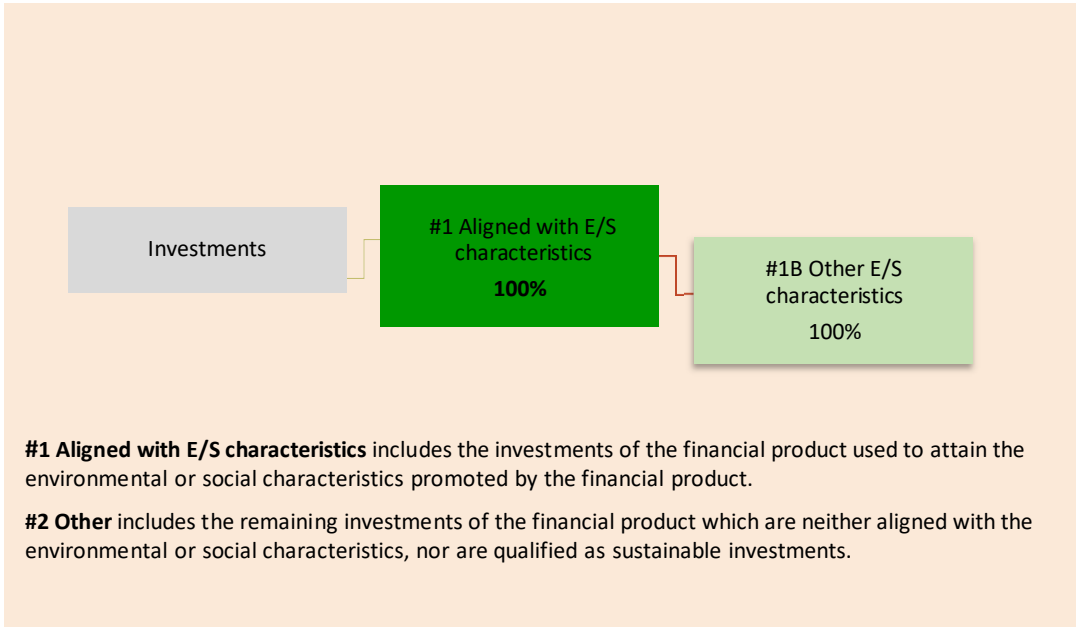 Investments
#1 Aligned with E/S
characteristics
100%
#1B Other E/S
characteristics
100%
#1 Aligned with E/S characteristics includes the investments of the financial product used to attain the
environmental or social characteristics promoted by the financial product.
#2 Other includes the remaining investments of the financial product which are neither aligned with the
environmental or social characteristics, nor are qualified as sustainable investments.